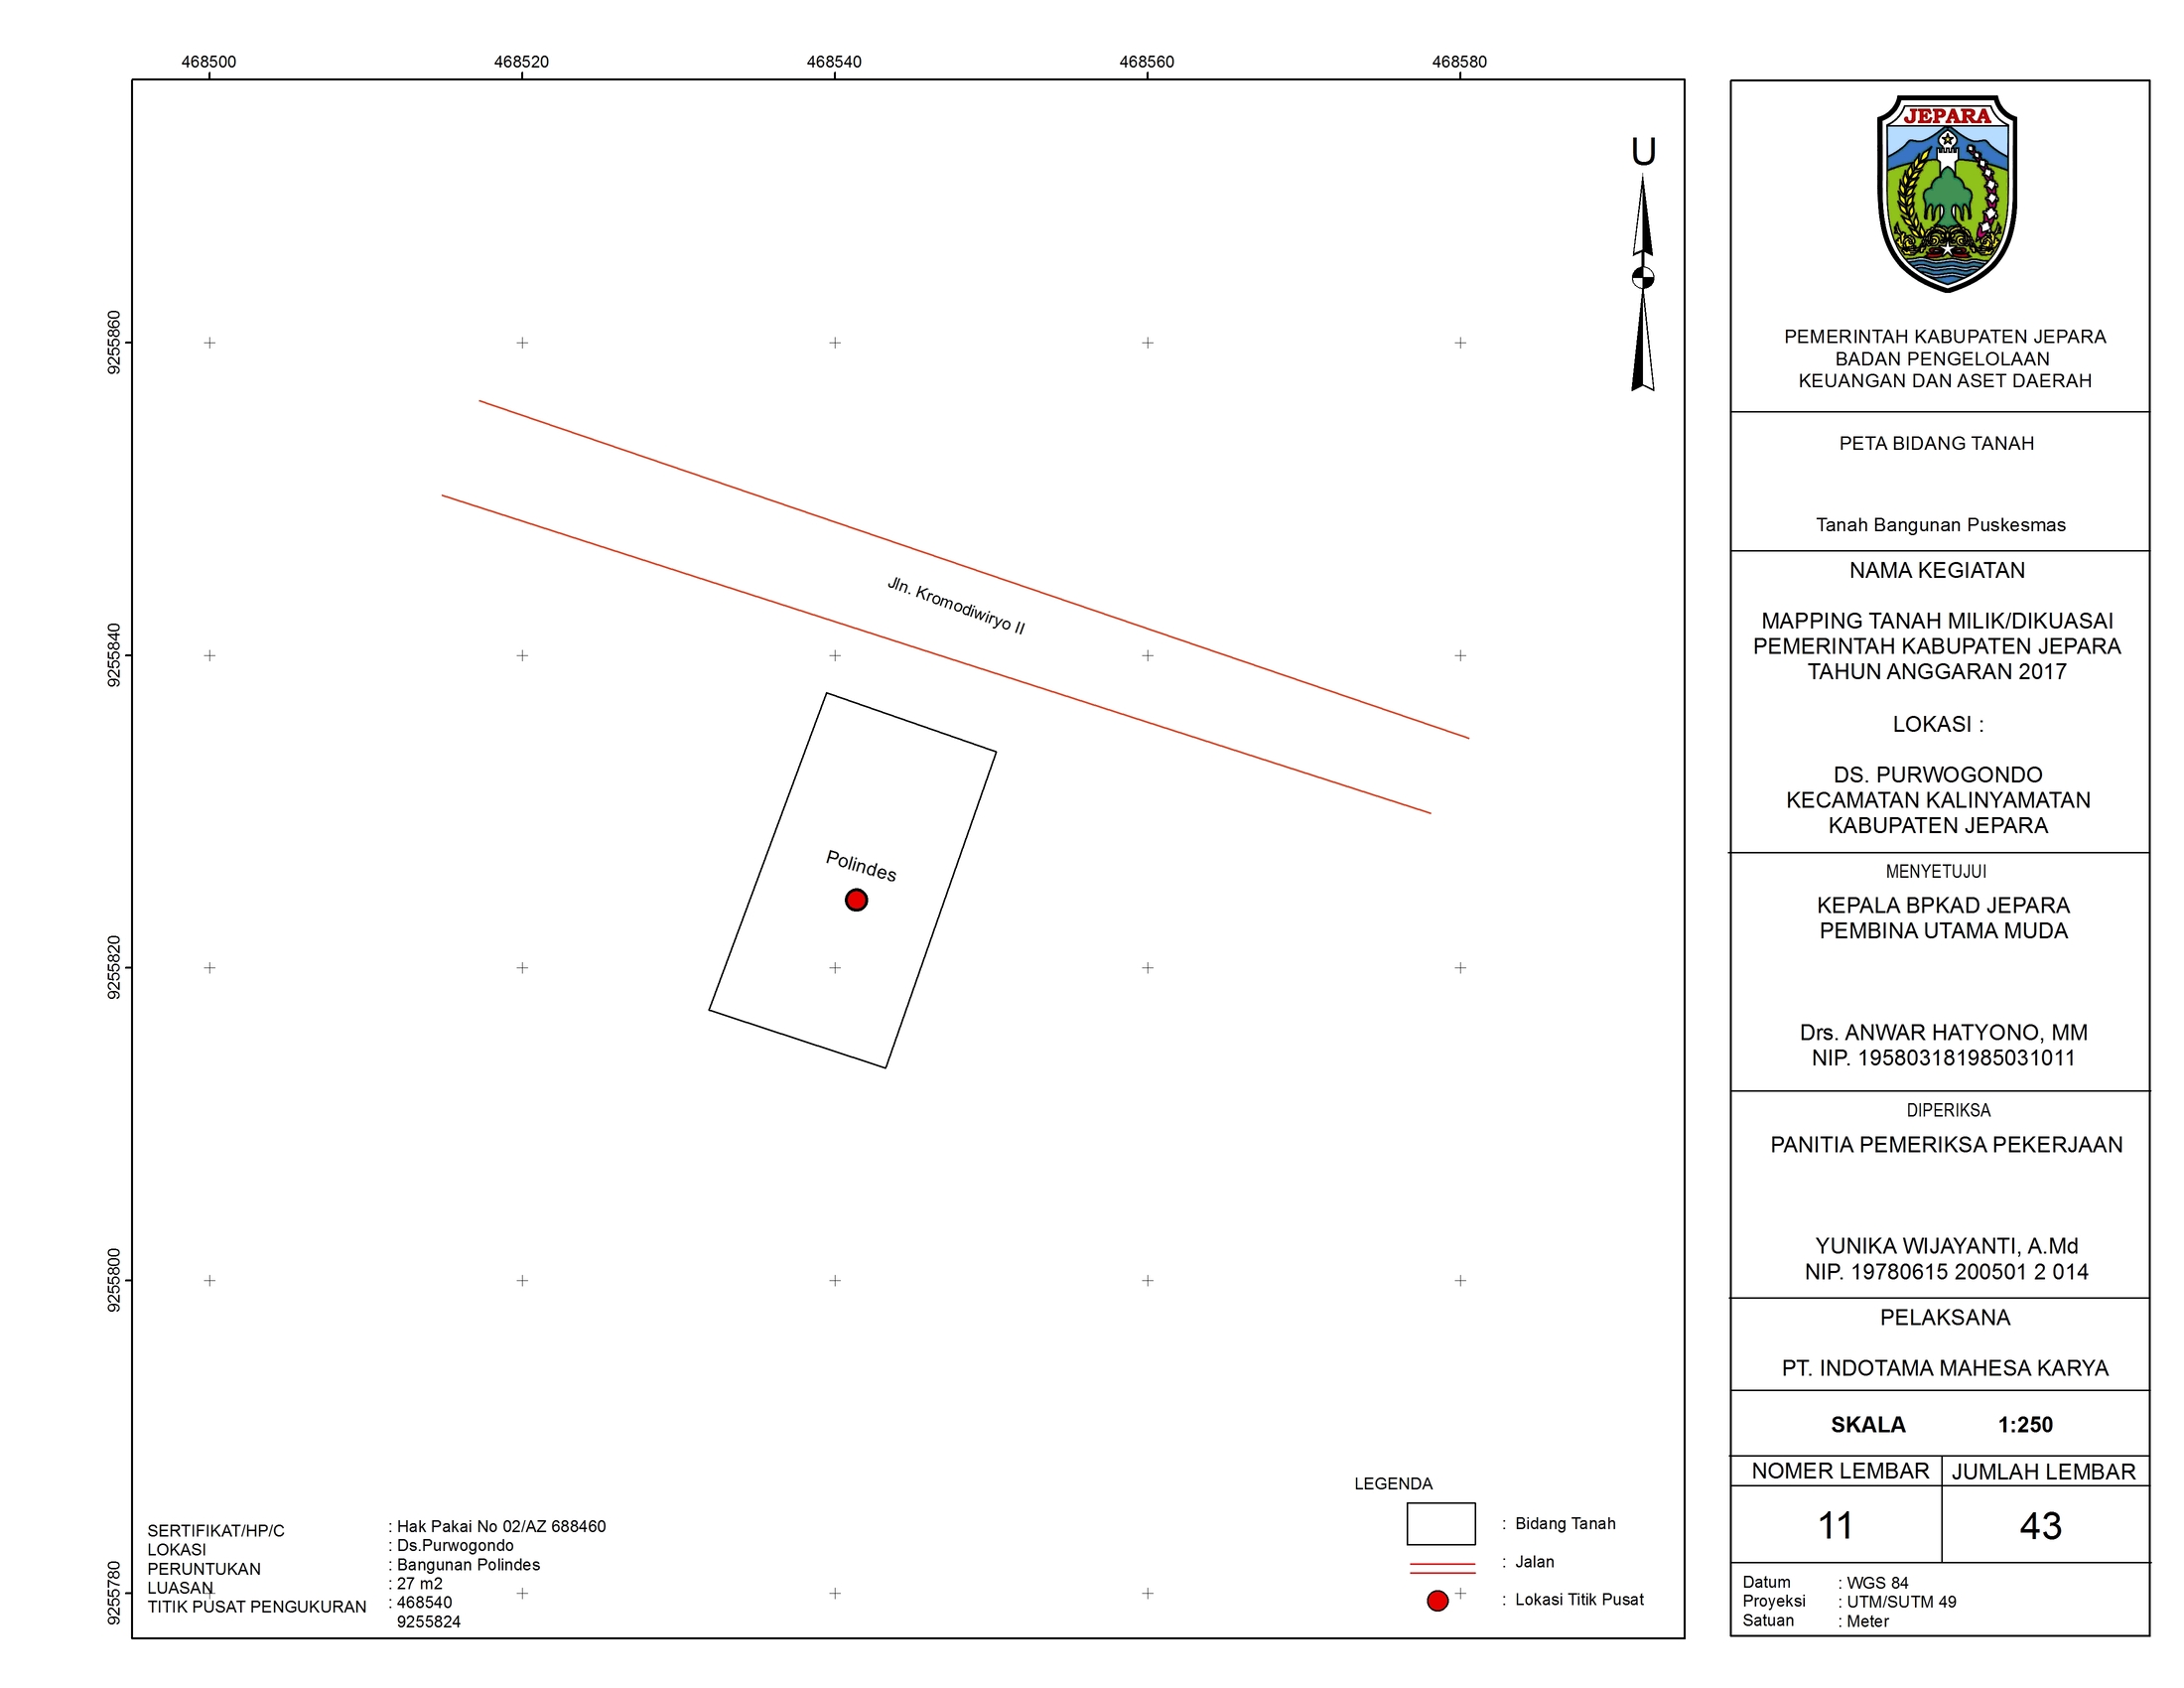 468500 468520 468540 468560 468580
9255860
9255840
9255820
9255800
9255780
U
Jln. Kromodiwiryo II
Polindes
SERTIFIKAT/HP/C : Hak Pakai No 02/AZ 688460
LOKASI : Ds.Purwogondo
PERUNTUKAN : Bangunan Polindes
LUASAN : 27 m2
TITIK PUSAT PENGUKURAN : 468540
9255824
LEGENDA
: Bidang Tanah
: Jalan
: Lokasi Titik Pusat
JEPARA
PEMERINTAH KABUPATEN JEPARA
BADAN PENGELOLAAN
KEUANGAN DAN ASET DAERAH
PETA BIDANG TANAH
Tanah Bangunan Puskesmas
NAMA KEGIATAN
MAPPING TANAH MILIK/DIKUASAI
PEMERINTAH KABUPATEN JEPARA
TAHUN ANGGARAN 2017
LOKASI :
DS. PURWOGONDO
KECAMATAN KALINYAMATAN
KABUPATEN JEPARA
MENYETUJUI
KEPALA BPKAD JEPARA
PEMBINA UTAMA MUDA
Drs. ANWAR HATYONO, MM
NIP. 195803181985031011
DIPERIKSA
PANITIA PEMERIKSA PEKERJAAN
YUNIKA WIJAYANTI, A.Md
NIP. 19780615 200501 2 014
PELAKSANA
PT. INDOTAMA MAHESA KARYA
SKALA 1:250
NOMER LEMBAR JUMLAH LEMBAR
11 43
Datum : WGS 84
Proyeksi : UTM/SUTM 49
Satuan : Meter